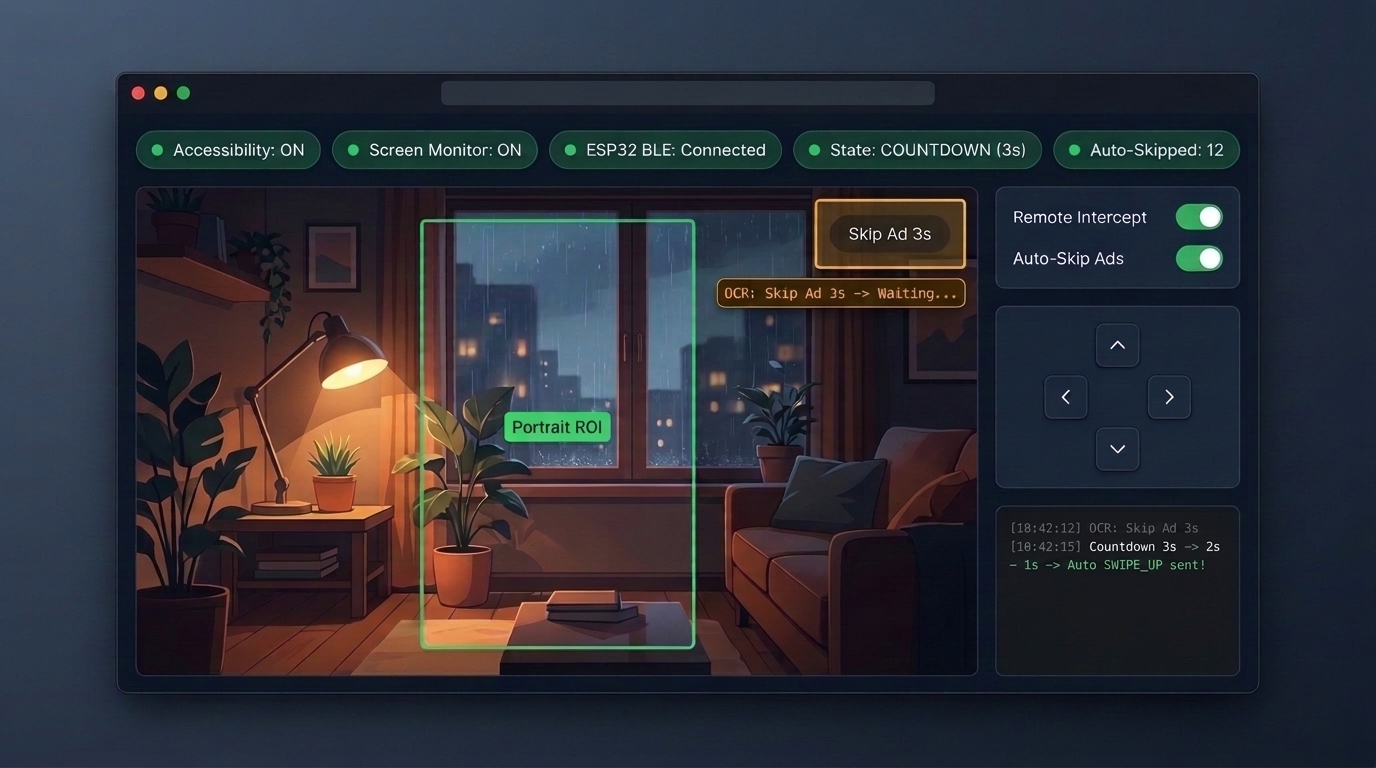 Accessibility: ON
Screen Monitor: ON
ESP32 BLE: Connected
State: COUNTDOWN (3s)
Auto-Skipped: 12
Skip Ad 3s
OCR: Skip Ad 3s -> Waiting...
Portrait ROI
Remote Intercept
Auto-Skip Ads
[18:42:12] OCR: Skip Ad 3s
[10:42:15] Countdown 3s -> 2s
- 1s -> Auto SWIPE_UP sent!